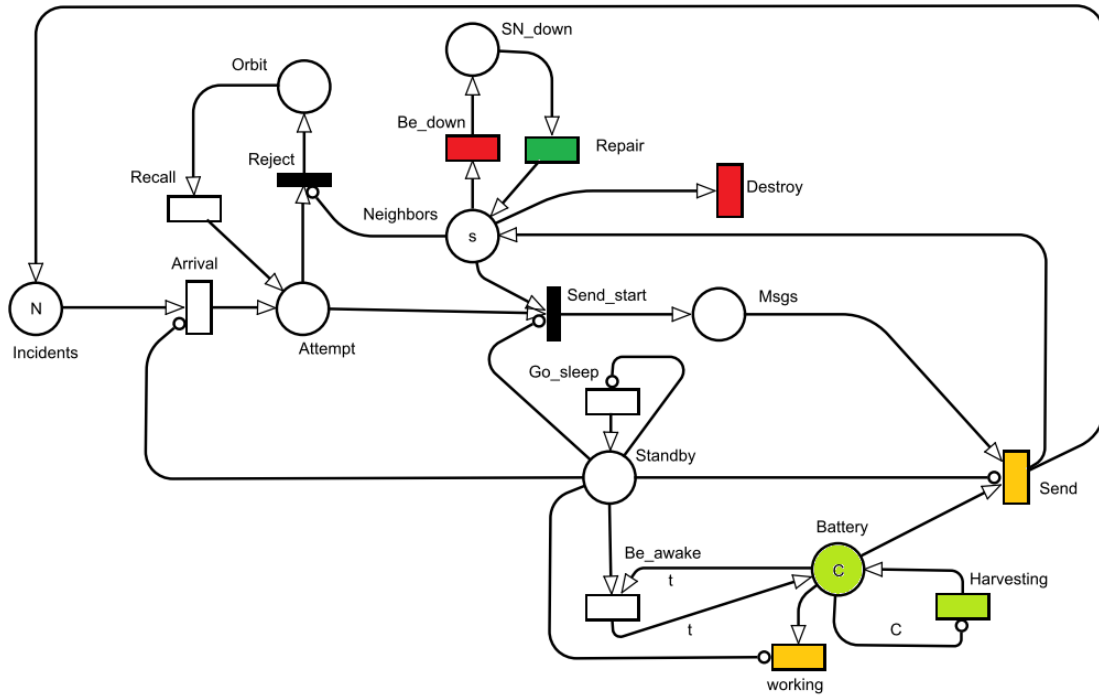 SN_down
Orbit
Be_down
Repair
Reject
Recall
Destroy
Neighbors
s
Arrival
Send_start
Msgs
N
Incidents
Attempt
Go_sleep
Standby
Send
Battery
Be_awake
C
Harvesting
t
t
C
working